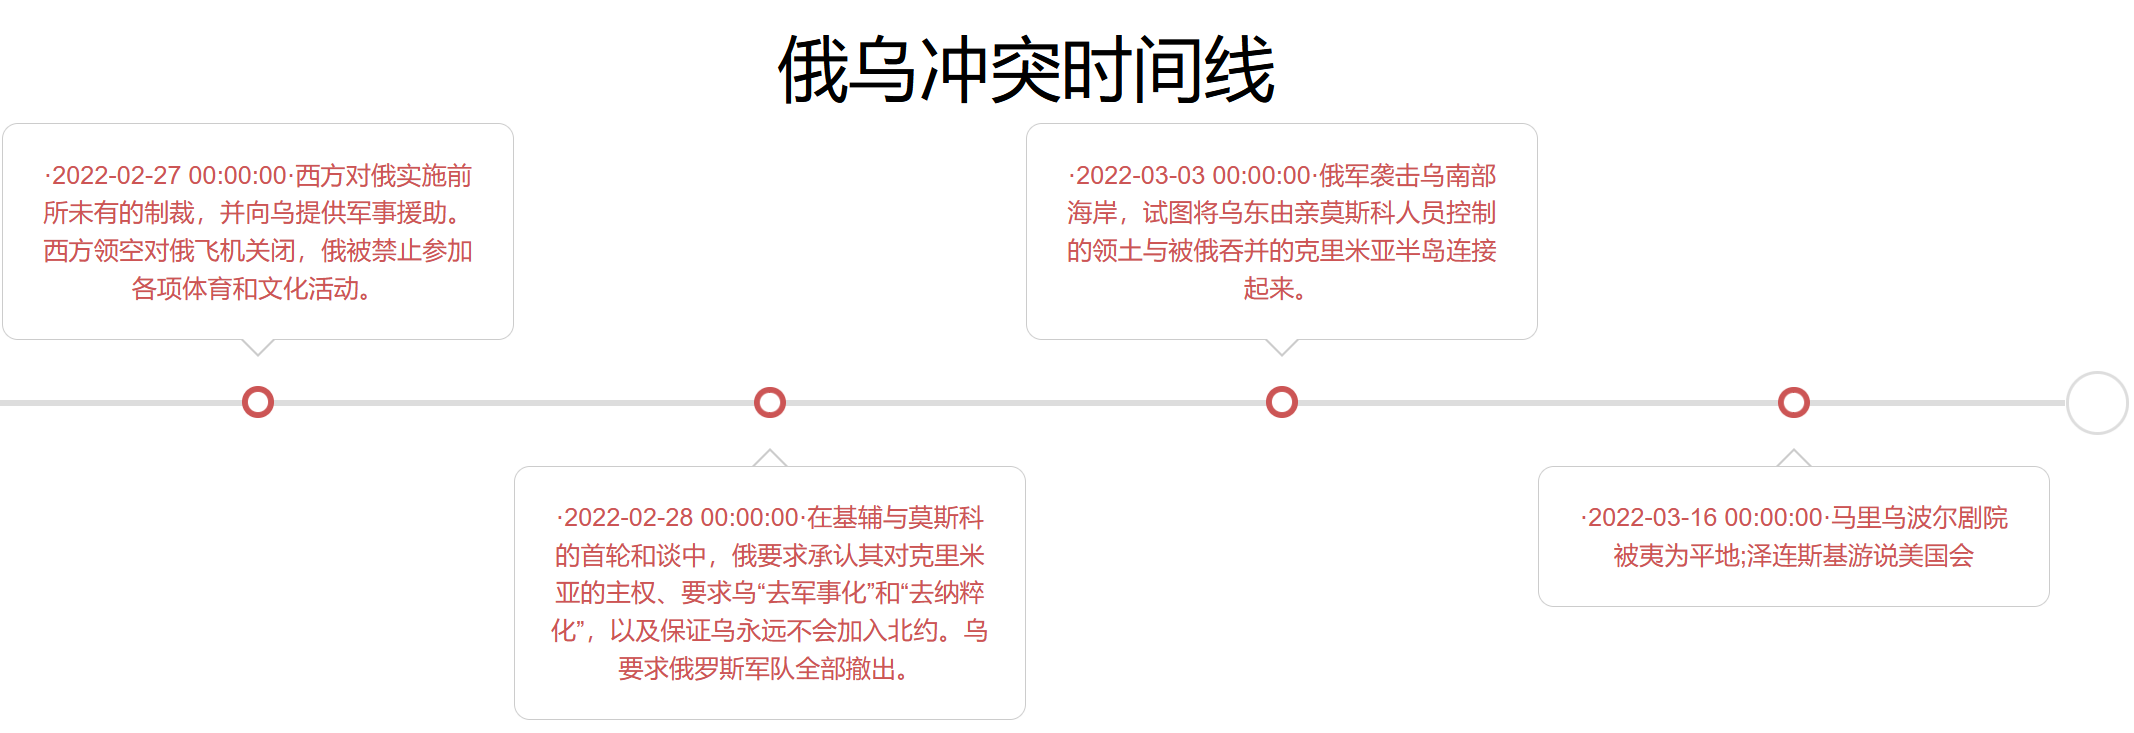 俄乌冲突时间线
·2022-02-27 00:00:00·西方对俄实施前
所未有的制裁，并向乌提供军事援助。
西方领空对俄飞机关闭，俄被禁止参加
各项体育和文化活动。
·2022-02-28 00:00:00·在基辅与莫斯科
的首轮和谈中，俄要求承认其对克里米
亚的主权、要求乌“去军事化”和“去纳粹
化”，以及保证乌永远不会加入北约。乌
要求俄罗斯军队全部撤出。
·2022-03-03 00:00:00·俄军袭击乌南部
海岸，试图将乌东由亲莫斯科人员控制
的领土与被俄吞并的克里米亚半岛连接
起来。
·2022-03-16 00:00:00·马里乌波尔剧院
被夷为平地;泽连斯基游说美国会